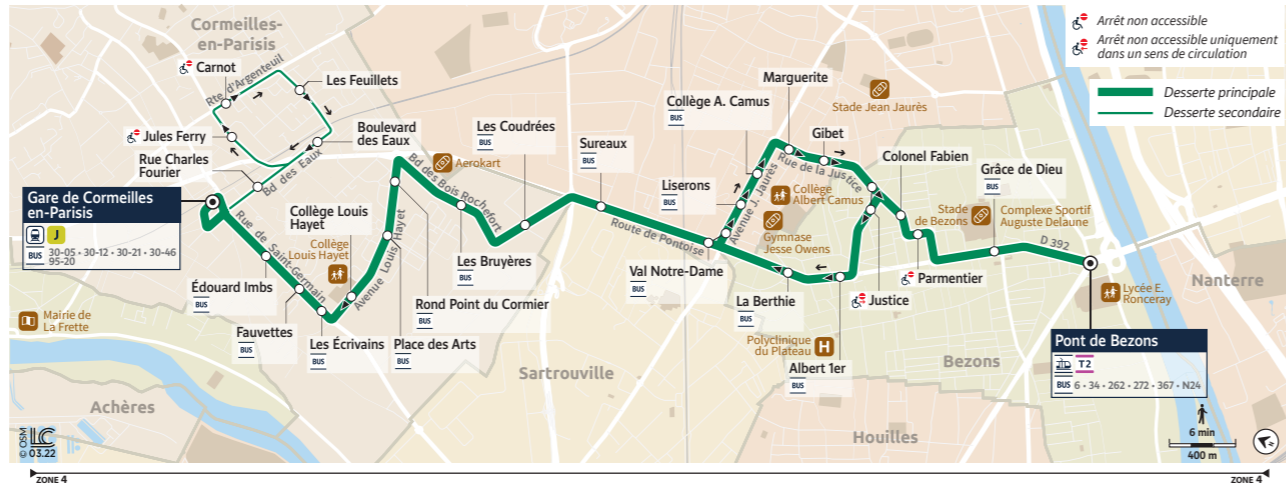 Cormeilles-
en-Parisis
Carnot
Rte d'Argenteuil
Les Feuillets
Jules Ferry
Boulevard
des Eaux
Rue Charles
Fourier
Bd des Eaux
Gare de Cormeilles
en-Parisis
J
BUS 30-05 • 30-12 • 30-21 • 30-46
95-20
Rue de Saint-Germain
Édouard Imbs
BUS
Fauvettes
Les Écrivains
BUS
Collège Louis
Hayet
BUS
Collège
Louis Hayet
Avenue Louis Hayet
Place des Arts
Rond Point du Cormier
BUS
Aerokart
Bd des Bois Rochefort
Les Bruyères
BUS
Les Coudrées
BUS
Sureaux
BUS
Route de Pontoise
Val Notre-Dame
BUS
Liserons
BUS
Avenue J. Jaurès
Collège A. Camus
BUS
Marguerite
Stade Jean Jaurès
Gibet
Rue de la Justice
Collège
Albert Camus
Gymnase
Jesse Owens
La Berthie
BUS
Polyclinique
du Plateau
H
Albert 1er
BUS
Justice
Colonel Fabien
Parmentier
Stade
de Bezons
Grâce de Dieu
BUS
Complexe Sportif
Auguste Delaune
D 392
Lycée E.
Ronceray
Pont de Bezons
T2
BUS 6 • 34 • 262 • 272 • 367 • N24
Mairie de
La Frette
Achères
Sartrouville
Houilles
Bezons
Nanterre
Arrêt non accessible
Arrêt non accessible uniquement
dans un sens de circulation
Desserte principale
Desserte secondaire
6 min
400 m
© OSM
LC
03.22
ZONE 4
ZONE 4